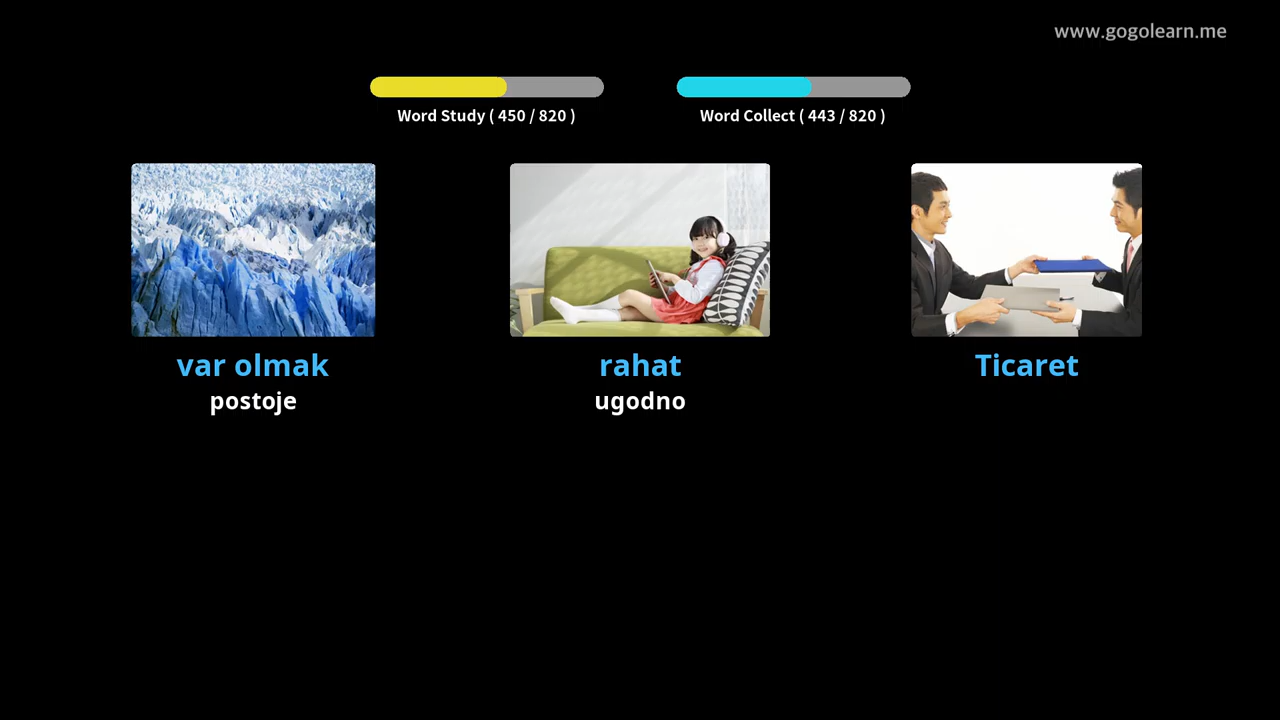 www.gogolearn.me
Word Study ( 450 / 820 )
Word Collect ( 443 / 820 )
var olmak
postoje
rahat
ugodno
Ticaret